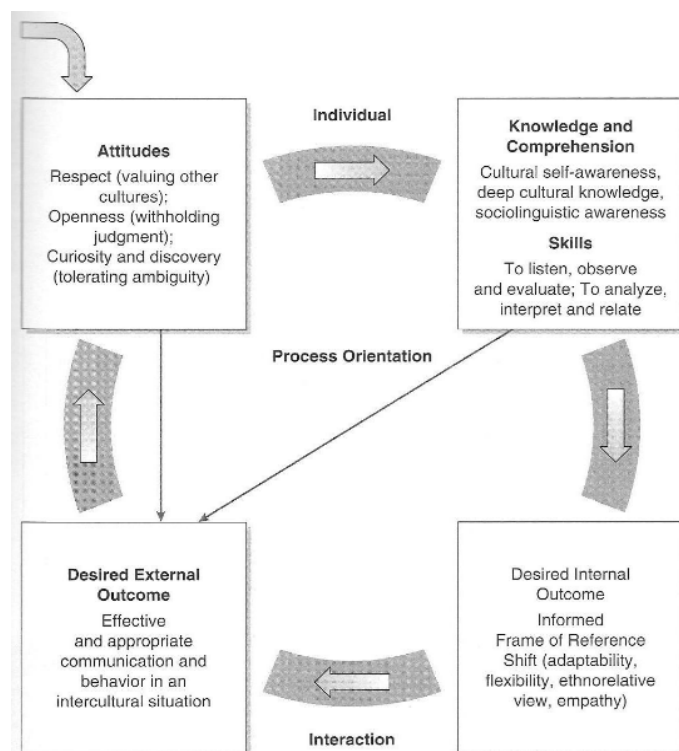 Individual
Attitudes
Respect (valuing other
cultures);
Openness (withholding
judgment);
Curiosity and discovery
(tolerating ambiguity)
Knowledge and
Comprehension
Cultural self-awareness,
deep cultural knowledge,
sociolinguistic awareness
Skills
To listen, observe
and evaluate; To analyze,
interpret and relate
Process Orientation
Desired External
Outcome
Effective
and appropriate
communication and
behavior in an
intercultural situation
Desired Internal
Outcome
Informed
Frame of Reference
Shift (adaptability,
flexibility, ethnorelative
view, empathy)
Interaction